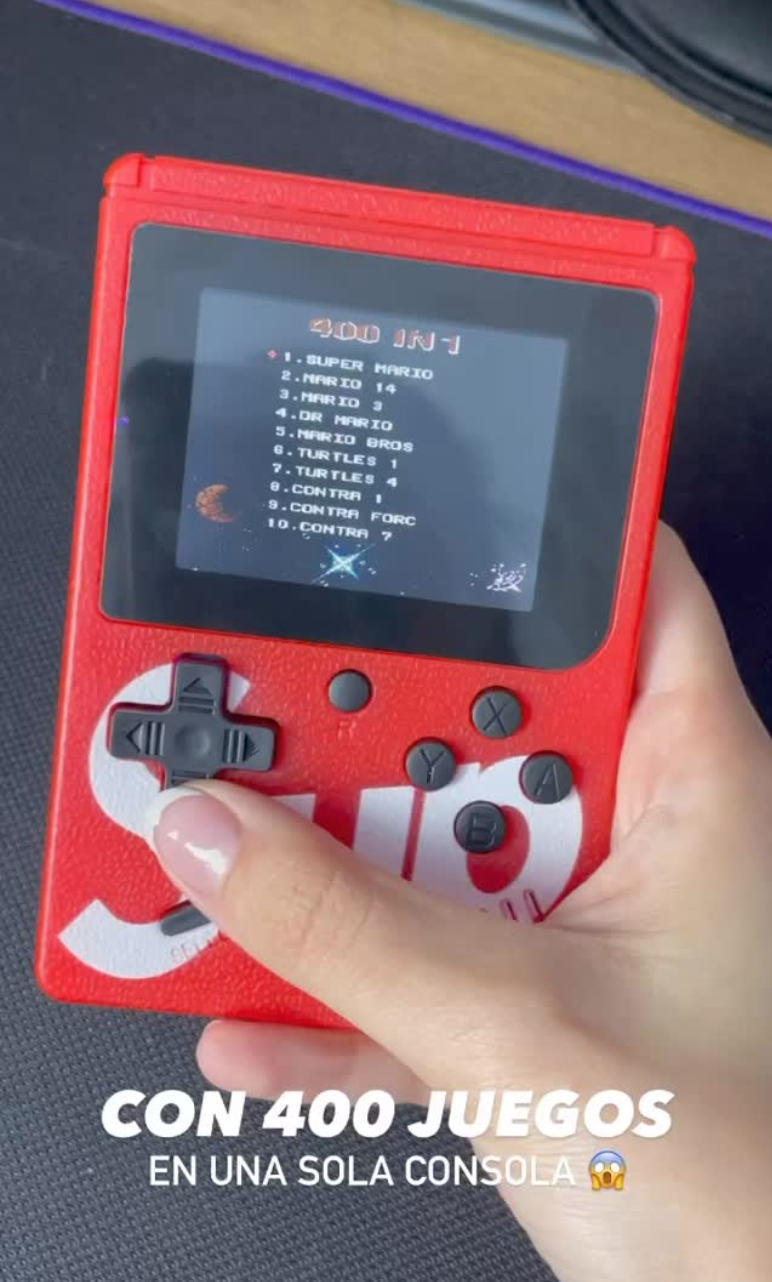 400 IN 1
1.SUPER MARIO
2.MARIO 14
3.MARIO 3
4.DR MARIO
5.MARIO BROS
6.TURTLES 1
7.TURTLES 4
8.CONTRA 1
9.CONTRA FORC
10.CONTRA 7
R
X
Y
A
B
Sup
CON 400 JUEGOS
EN UNA SOLA CONSOLA 😱